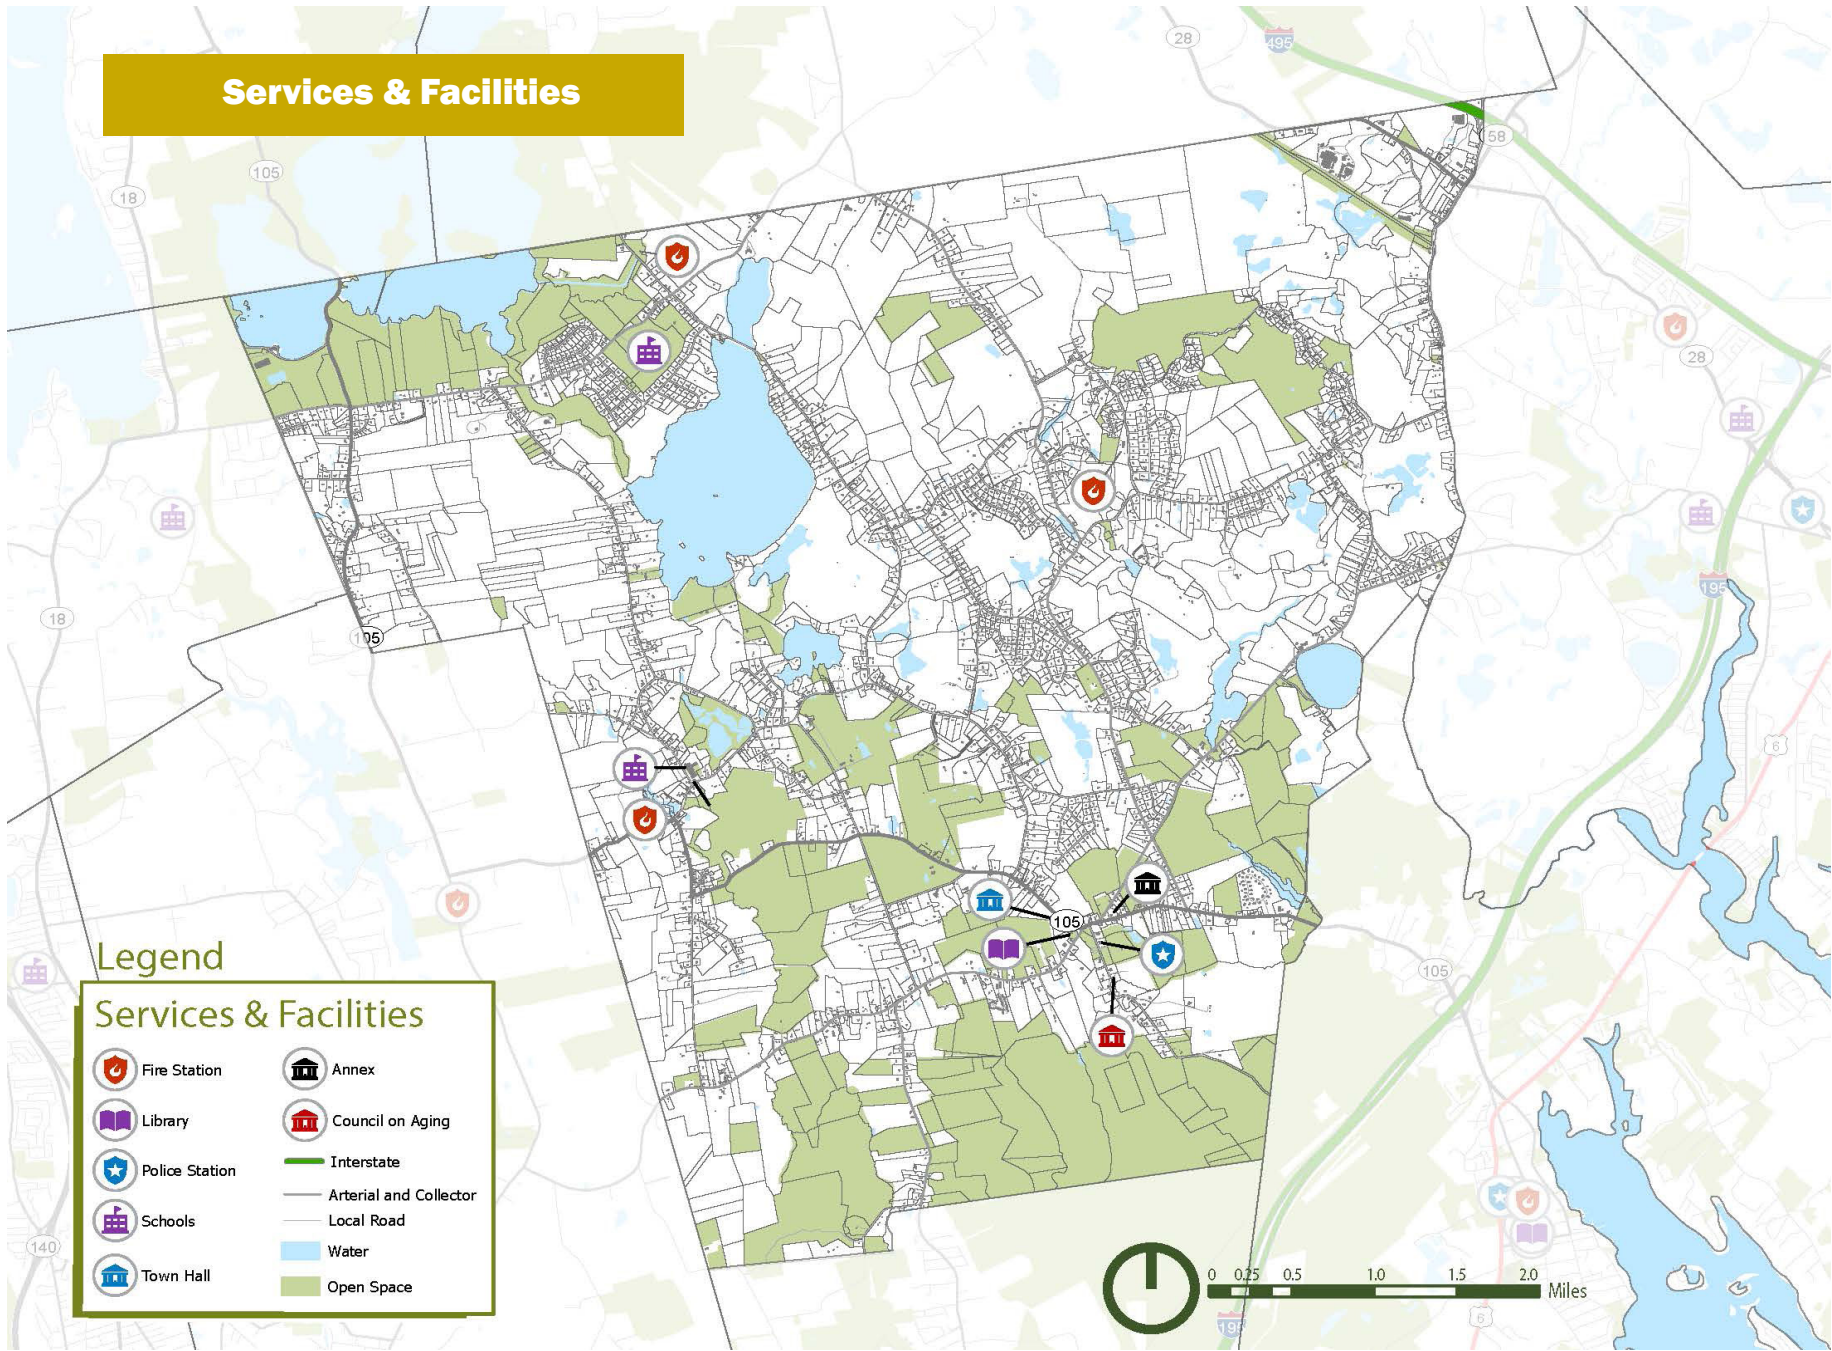 Services & Facilities
28
495
58
105
18
28
195
18
105
6
105
105
140
6
195
Legend
Services & Facilities
Fire Station
Library
Police Station
Schools
Town Hall
Annex
Council on Aging
Interstate
Arterial and Collector
Local Road
Water
Open Space
0 0.25 0.5 1.0 1.5 2.0
Miles